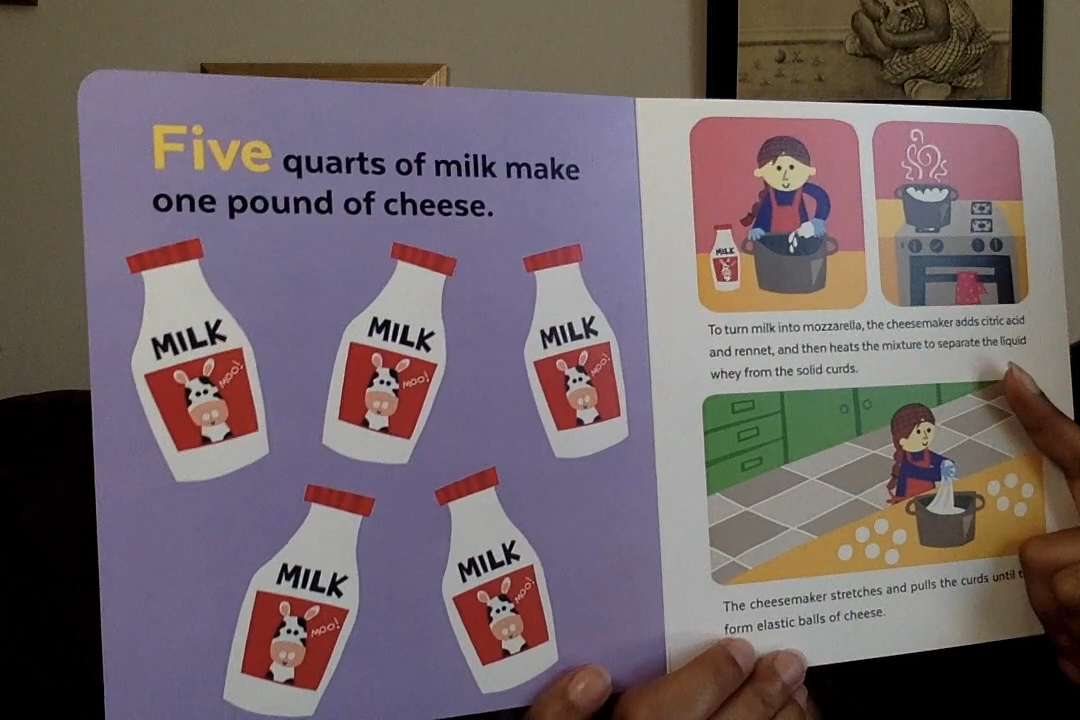 Five quarts of milk make
one pound of cheese.
MILK
MOO!
MILK
MOO!
MILK
MOO!
MILK
MOO!
MILK
MOO!
MILK
To turn milk into mozzarella, the cheesemaker adds citric acid
and rennet, and then heats the mixture to separate the liquid
whey from the solid curds.
The cheesemaker stretches and pulls the curds until
form elastic balls of cheese.